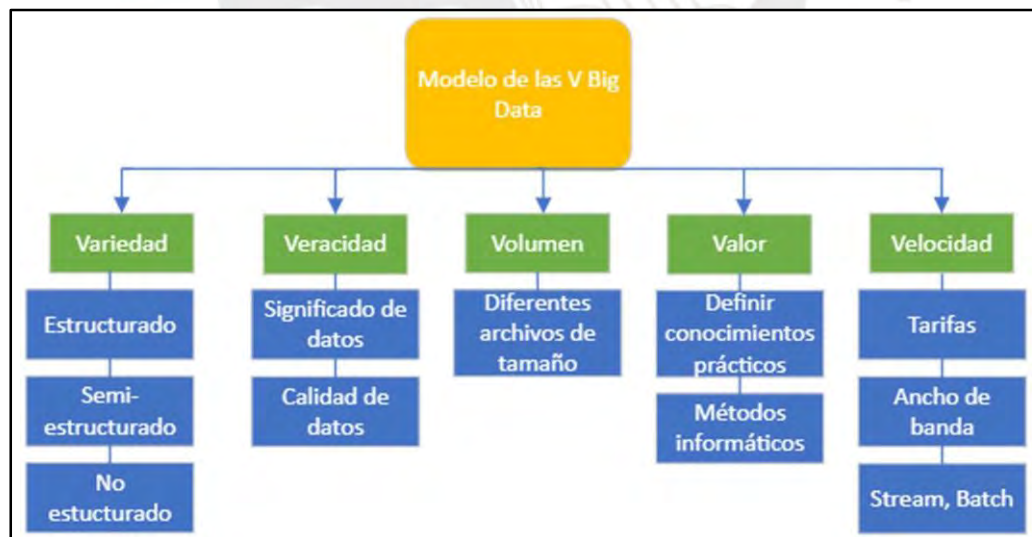 Modelo de las V Big
Data
Variedad
Estructurado
Semi-
estructurado
No
estucturado
Veracidad
Significado de
datos
Calidad de
datos
Volumen
Diferentes
archivos de
tamaño
Valor
Definir
conocimientos
prácticos
Métodos
informáticos
Velocidad
Tarifas
Ancho de
banda
Stream, Batch